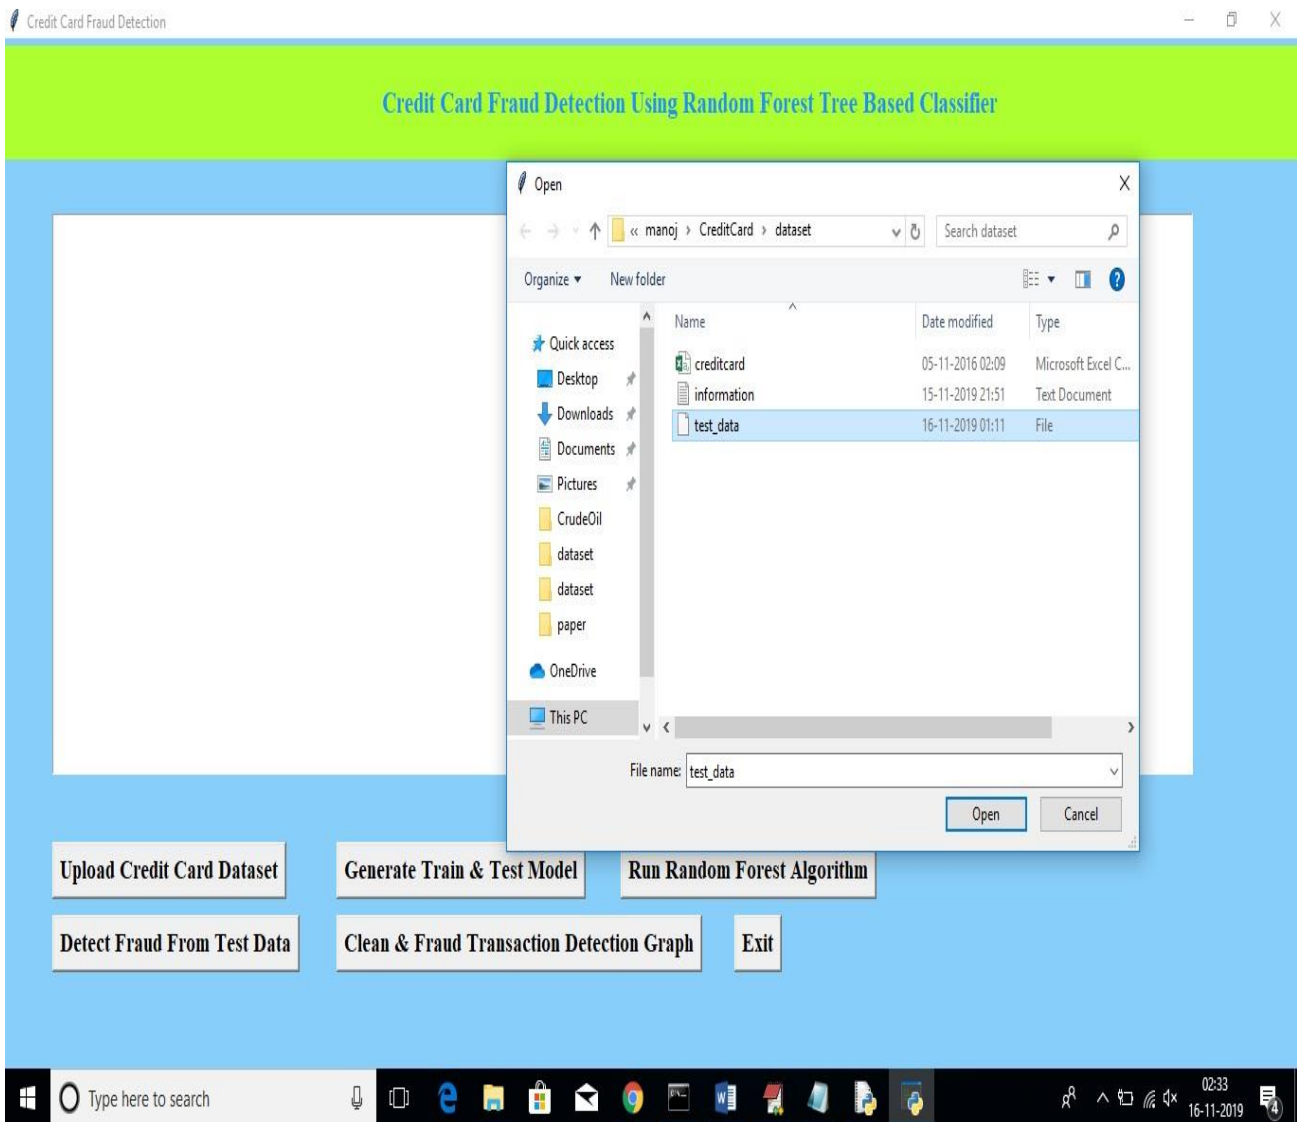 Credit Card Fraud Detection
Credit Card Fraud Detection Using Random Forest Tree Based Classifier
Open
« manoj › CreditCard › dataset
Search dataset
Organize
New folder
Name Date modified Type
Quick access
Desktop
Downloads
Documents
Pictures
CrudeOil
dataset
dataset
paper
OneDrive
This PC
creditcard 05-11-2016 02:09 Microsoft Excel C...
information 15-11-2019 21:51 Text Document
test_data 16-11-2019 01:11 File
File name: test_data
Open Cancel
Upload Credit Card Dataset Generate Train & Test Model Run Random Forest Algorithm
Detect Fraud From Test Data Clean & Fraud Transaction Detection Graph Exit
Type here to search
02:33
16-11-2019
4